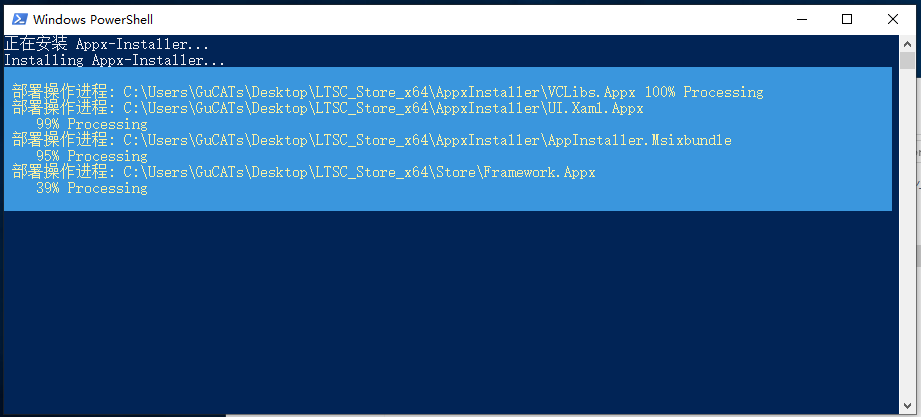 Windows PowerShell
正在安装 Appx-Installer...
Installing Appx-Installer...
部署操作进程: C:\Users\GuCATs\Desktop\LTSC_Store_x64\AppxInstaller\VCLibs.Appx 100% Processing
部署操作进程: C:\Users\GuCATs\Desktop\LTSC_Store_x64\AppxInstaller\UI.Xaml.Appx
99% Processing
部署操作进程: C:\Users\GuCATs\Desktop\LTSC_Store_x64\AppxInstaller\AppInstaller.Msixbundle
95% Processing
部署操作进程: C:\Users\GuCATs\Desktop\LTSC_Store_x64\Store\Framework.Appx
39% Processing